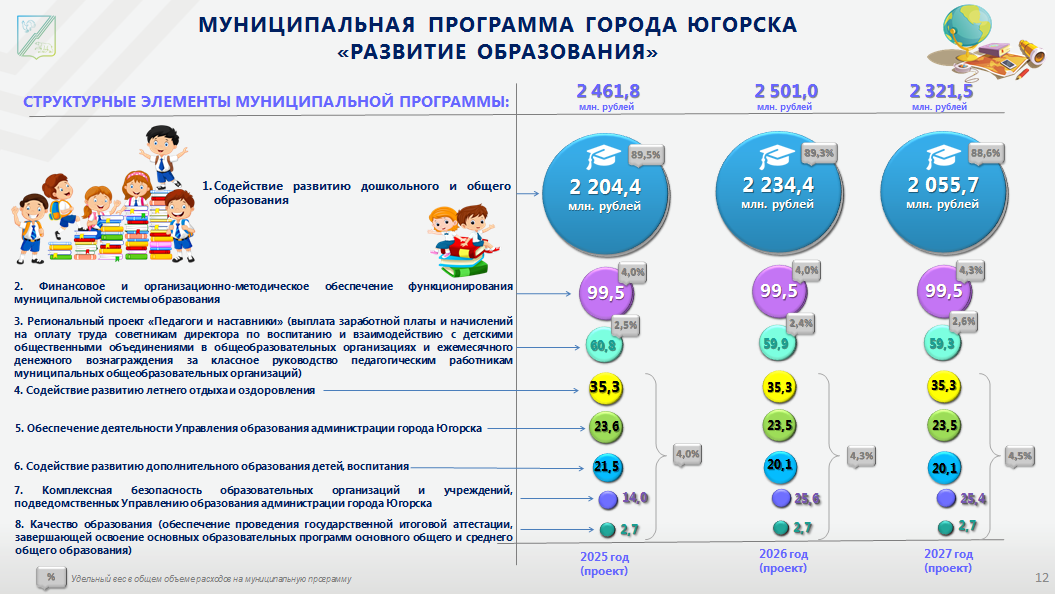 МУНИЦИПАЛЬНАЯ ПРОГРАММА ГОРОДА ЮГОРСКА
«РАЗВИТИЕ ОБРАЗОВАНИЯ»
СТРУКТУРНЫЕ ЭЛЕМЕНТЫ МУНИЦИПАЛЬНОЙ ПРОГРАММЫ:
2 461,8
млн. рублей
2 501,0
млн. рублей
2 321,5
млн. рублей
1. Содействие развитию дошкольного и общего
образования
89,5%
2 204,4
млн. рублей
89,3%
2 234,4
млн. рублей
88,6%
2 055,7
млн. рублей
2. Финансовое и организационно-методическое обеспечение функционирования
муниципальной системы образования
4,0%
99,5
4,0%
99,5
4,3%
99,5
3. Региональный проект «Педагоги и наставники» (выплата заработной платы и начислений
на оплату труда советникам директора по воспитанию и взаимодействию с детскими
общественными объединениями в общеобразовательных организациях и ежемесячного
денежного вознаграждения за классное руководство педагогическим работникам
муниципальных общеобразовательных организаций)
2,5%
60,8
2,4%
59,9
2,6%
59,3
4. Содействие развитию летнего отдыха и оздоровления
35,3
35,3
35,3
5. Обеспечение деятельности Управления образования администрации города Югорска
23,6
23,5
23,5
4,0%
4,3%
4,5%
6. Содействие развитию дополнительного образования детей, воспитания
21,5
20,1
20,1
7. Комплексная безопасность образовательных организаций и учреждений,
подведомственных Управлению образования администрации города Югорска
14,0
25,6
25,4
8. Качество образования (обеспечение проведения государственной итоговой аттестации,
завершающей освоение основных образовательных программ основного общего и среднего
общего образования)
2,7
2,7
2,7
2025 год
(проект)
2026 год
(проект)
2027 год
(проект)
%
Удельный вес в общем объеме расходов на муниципальную программу
12